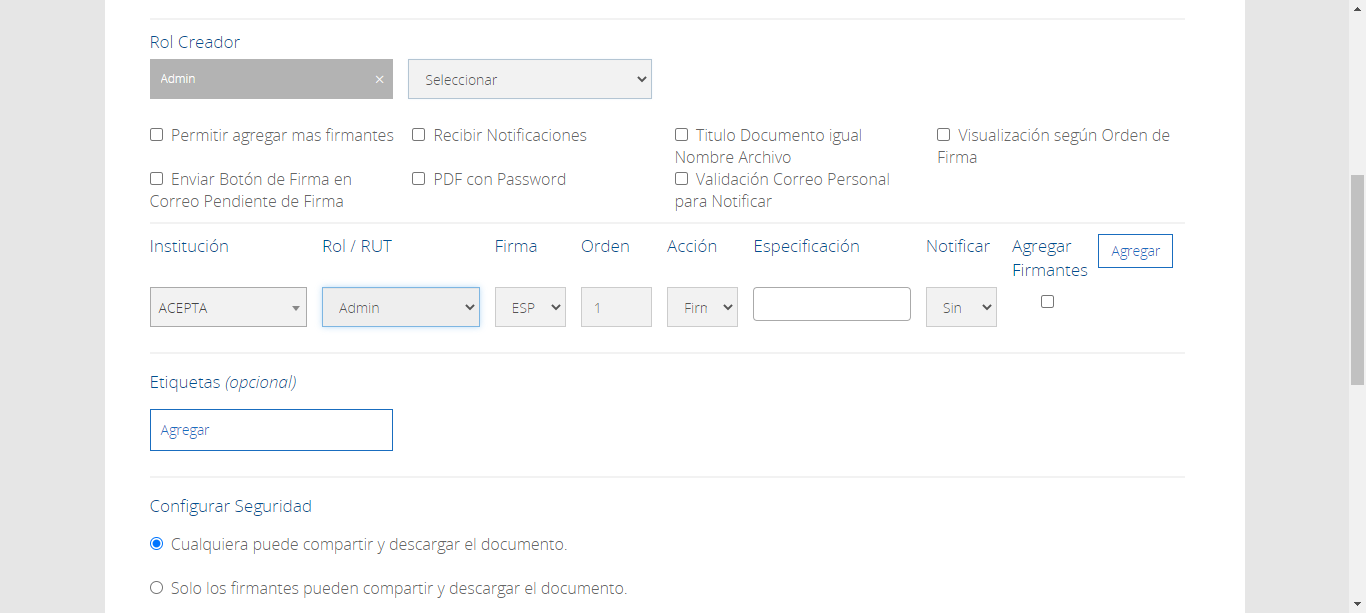 Rol Creador
Admin ×
Seleccionar
Permitir agregar mas firmantes
Recibir Notificaciones
Titulo Documento igual
Nombre Archivo
Visualización según Orden de
Firma
Enviar Botón de Firma en
Correo Pendiente de Firma
PDF con Password
Validación Correo Personal
para Notificar
Institución
Rol / RUT
Firma
Orden
Acción
Especificación
Notificar
Agregar
Firmantes
Agregar
ACEPTA
Admin
ESP
1
Firn
Sin
Etiquetas (opcional)
Agregar
Configurar Seguridad
Cualquiera puede compartir y descargar el documento.
Solo los firmantes pueden compartir y descargar el documento.